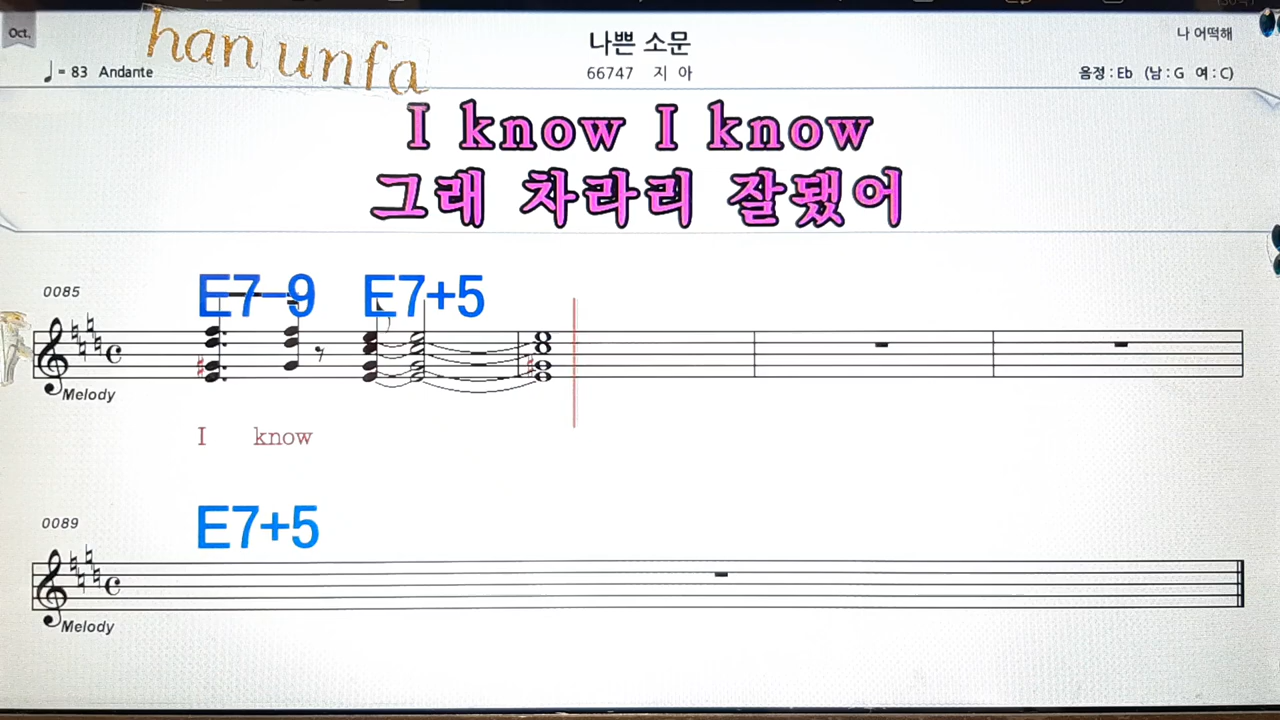 Oct.
han unfa
나쁜 소문
나 어떡해
♩ = 83 Andante
66747 지 아
음정 : Eb (남 : G 여 : C)
I know I know
그래 차라리 잘됐어
0085
E7-9 E7+5
Melody
I know
0089
E7+5
Melody